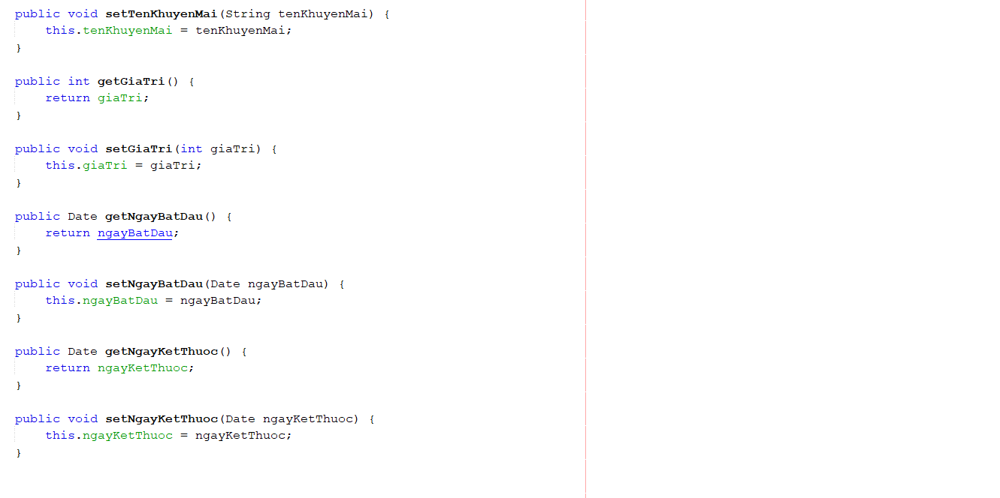 public void setTenKhuyenMai(String tenKhuyenMai) {
    this.tenKhuyenMai = tenKhuyenMai;
}

public int getGiaTri() {
    return giaTri;
}

public void setGiaTri(int giaTri) {
    this.giaTri = giaTri;
}

public Date getNgayBatDau() {
    return ngayBatDau;
}

public void setNgayBatDau(Date ngayBatDau) {
    this.ngayBatDau = ngayBatDau;
}

public Date getNgayKetThuoc() {
    return ngayKetThuoc;
}

public void setNgayKetThuoc(Date ngayKetThuoc) {
    this.ngayKetThuoc = ngayKetThuoc;
}